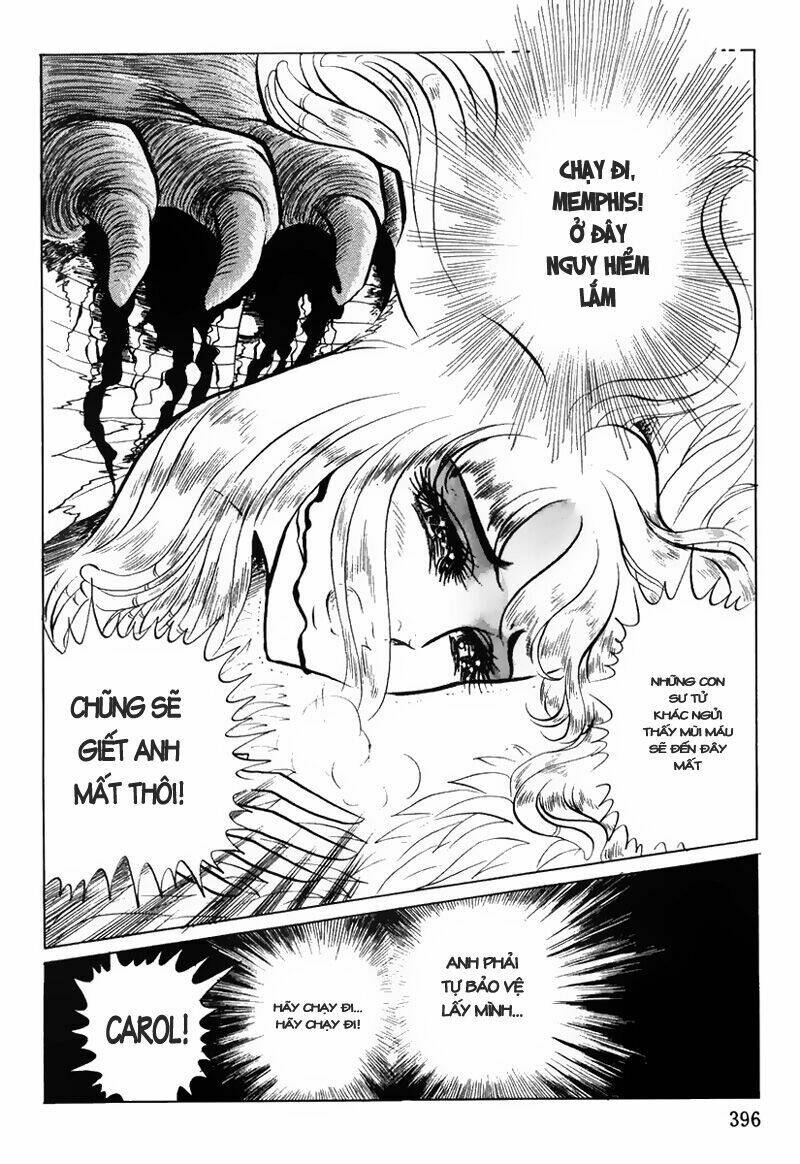 CHẠY ĐI,
MEMPHIS!
Ở ĐÂY
NGUY HIỂM
LẮM
NHỮNG CON
SƯ TỬ
KHÁC NGỬI
THẤY MÙI MÁU
SẼ ĐẾN ĐÂY
MẤT
CHŨNG SẼ
GIẾT ANH
MẤT THÔI!
ANH PHẢI
TỰ BẢO VỆ
LẤY MÌNH...
HÃY CHẠY ĐI...
HÃY CHẠY ĐI!
CAROL!
396